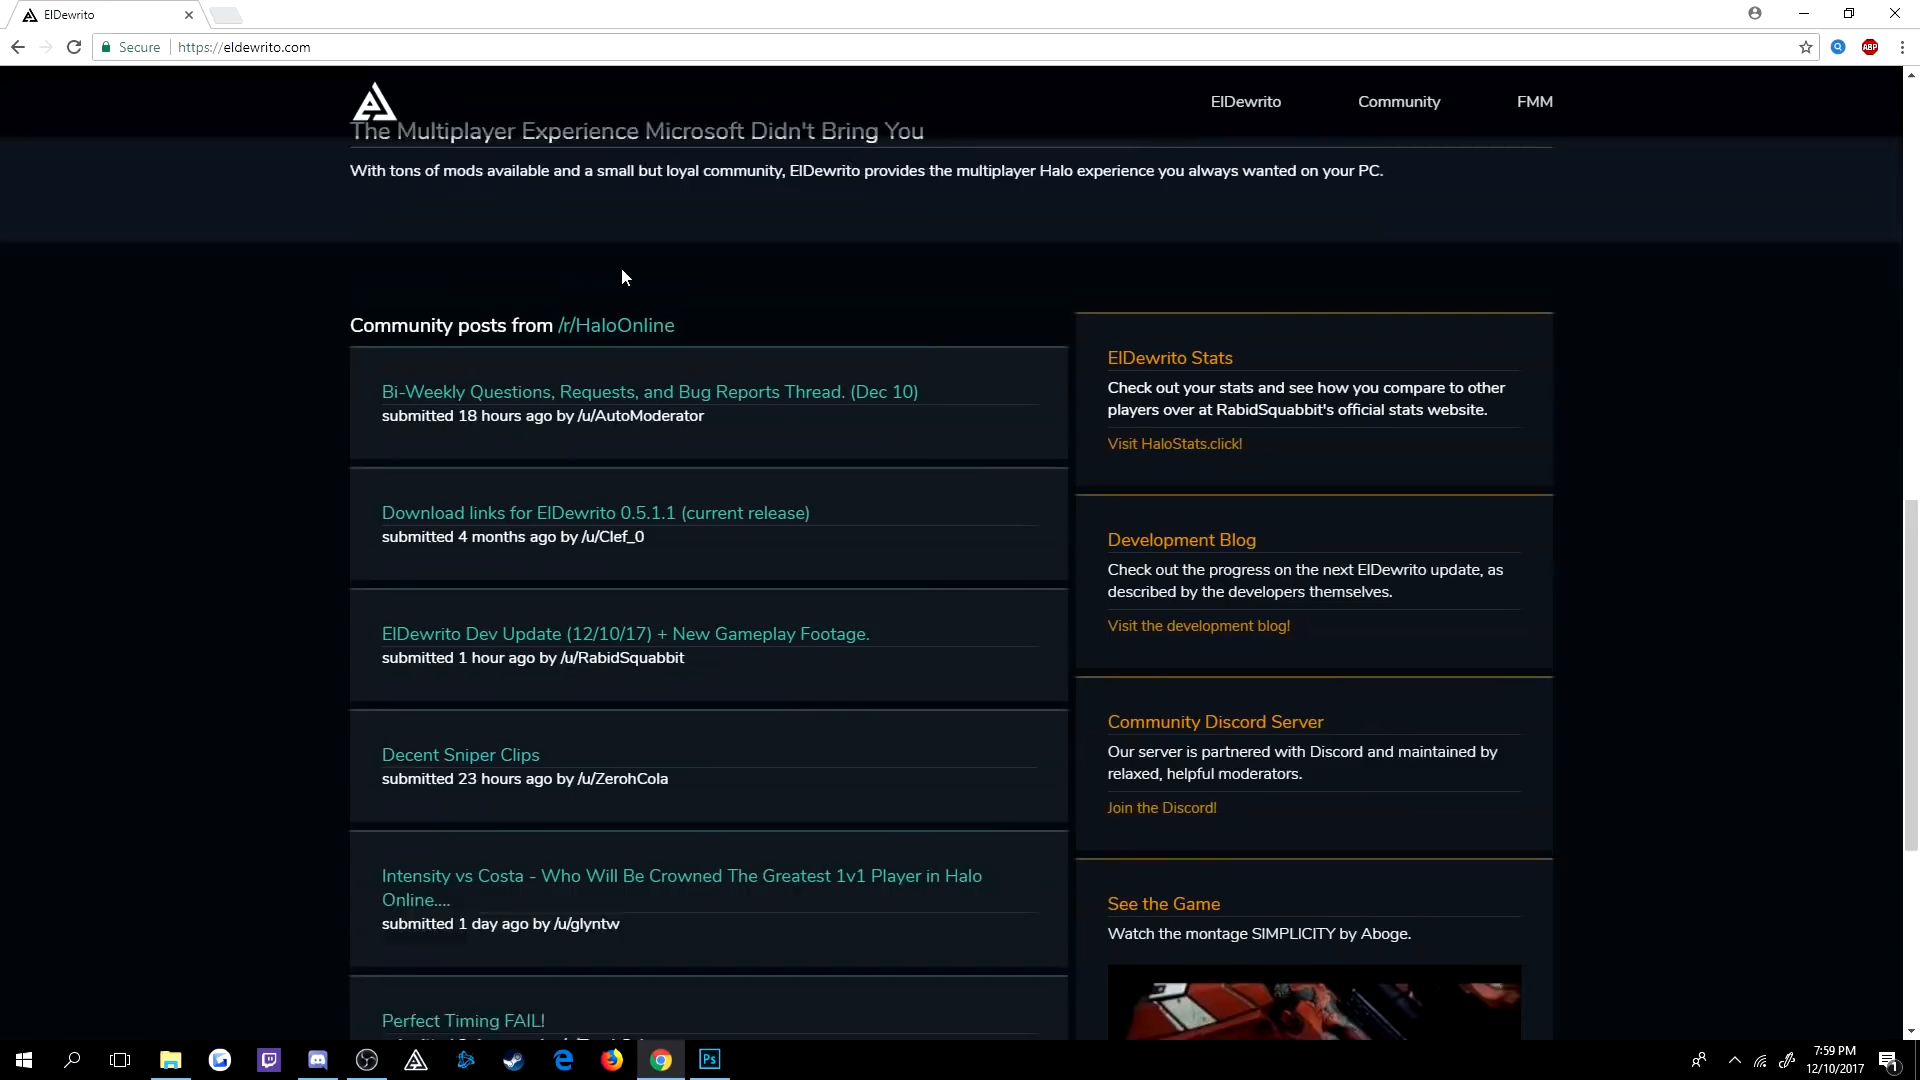 ElDewrito
Secure
https://eldewrito.com
ABP
ElDewrito
Community
FMM
The Multiplayer Experience Microsoft Didn't Bring You
With tons of mods available and a small but loyal community, ElDewrito provides the multiplayer Halo experience you always wanted on your PC.
Community posts from /r/HaloOnline
Bi-Weekly Questions, Requests, and Bug Reports Thread. (Dec 10)
submitted 18 hours ago by /u/AutoModerator
Download links for ElDewrito 0.5.1.1 (current release)
submitted 4 months ago by /u/Clef_0
ElDewrito Dev Update (12/10/17) + New Gameplay Footage.
submitted 1 hour ago by /u/RabidSquabbit
Decent Sniper Clips
submitted 23 hours ago by /u/ZerohCola
Intensity vs Costa - Who Will Be Crowned The Greatest 1v1 Player in Halo
Online....
submitted 1 day ago by /u/glyntw
Perfect Timing FAIL!
ElDewrito Stats
Check out your stats and see how you compare to other
players over at RabidSquabbit's official stats website.
Visit HaloStats.click!
Development Blog
Check out the progress on the next ElDewrito update, as
described by the developers themselves.
Visit the development blog!
Community Discord Server
Our server is partnered with Discord and maintained by
relaxed, helpful moderators.
Join the Discord!
See the Game
Watch the montage SIMPLICITY by Aboge.
Ps
7:59 PM
12/10/2017
1